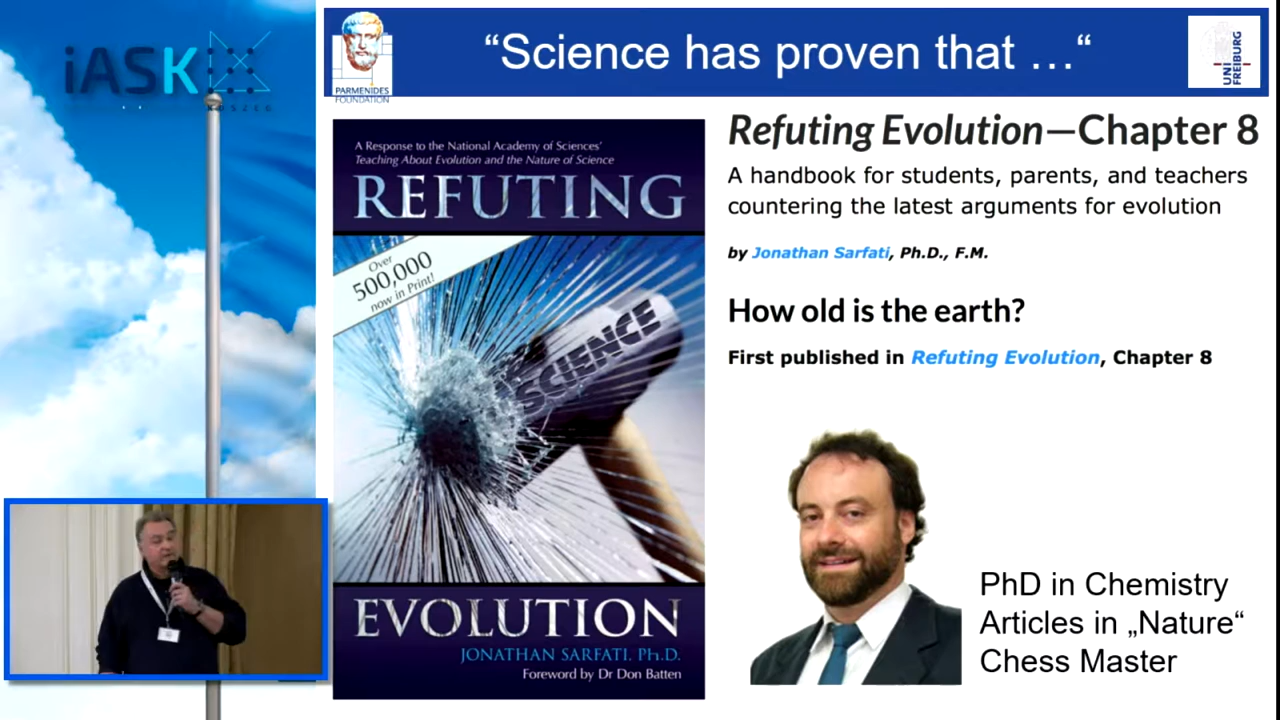 iASK
KŐSZEG
PARMENIDES
FOUNDATION
“Science has proven that …“
UNI
FREIBURG
A Response to the National Academy of Sciences’
Teaching About Evolution and the Nature of Science
REFUTING
Over
500,000
now in Print!
SCIENCE
EVOLUTION
JONATHAN SARFATI, Ph.D.
Foreword by Dr Don Batten
Refuting Evolution—Chapter 8
A handbook for students, parents, and teachers
countering the latest arguments for evolution
by Jonathan Sarfati, Ph.D., F.M.
How old is the earth?
First published in Refuting Evolution, Chapter 8
PhD in Chemistry
Articles in „Nature“
Chess Master